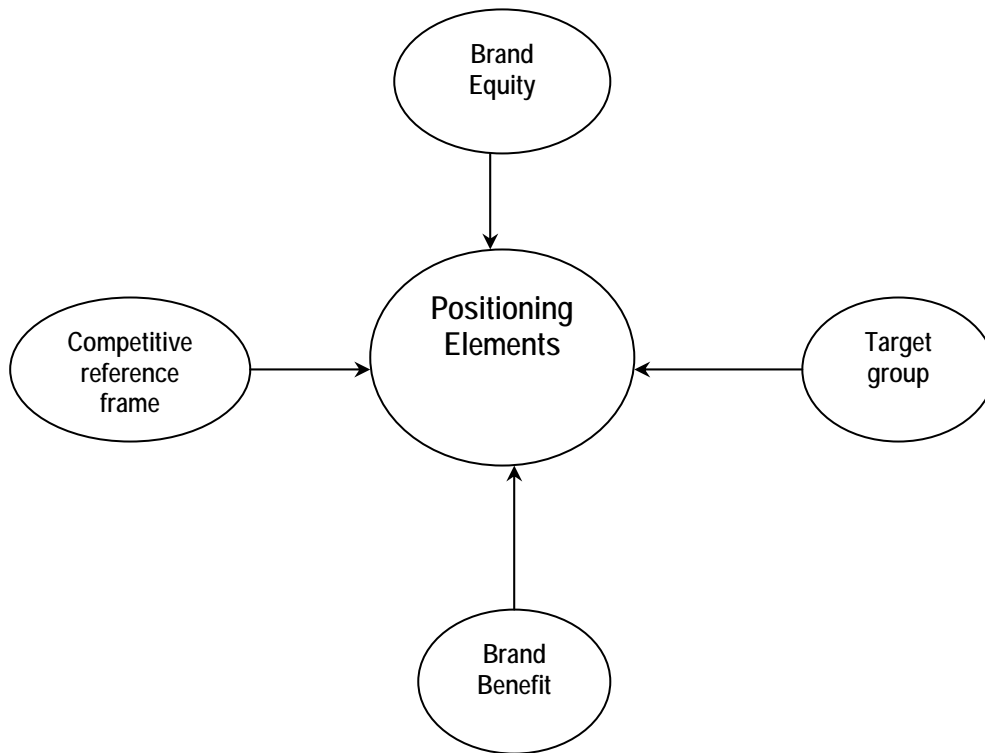 Brand
Equity
Positioning
Elements
Competitive
reference
frame
Target
group
Brand
Benefit